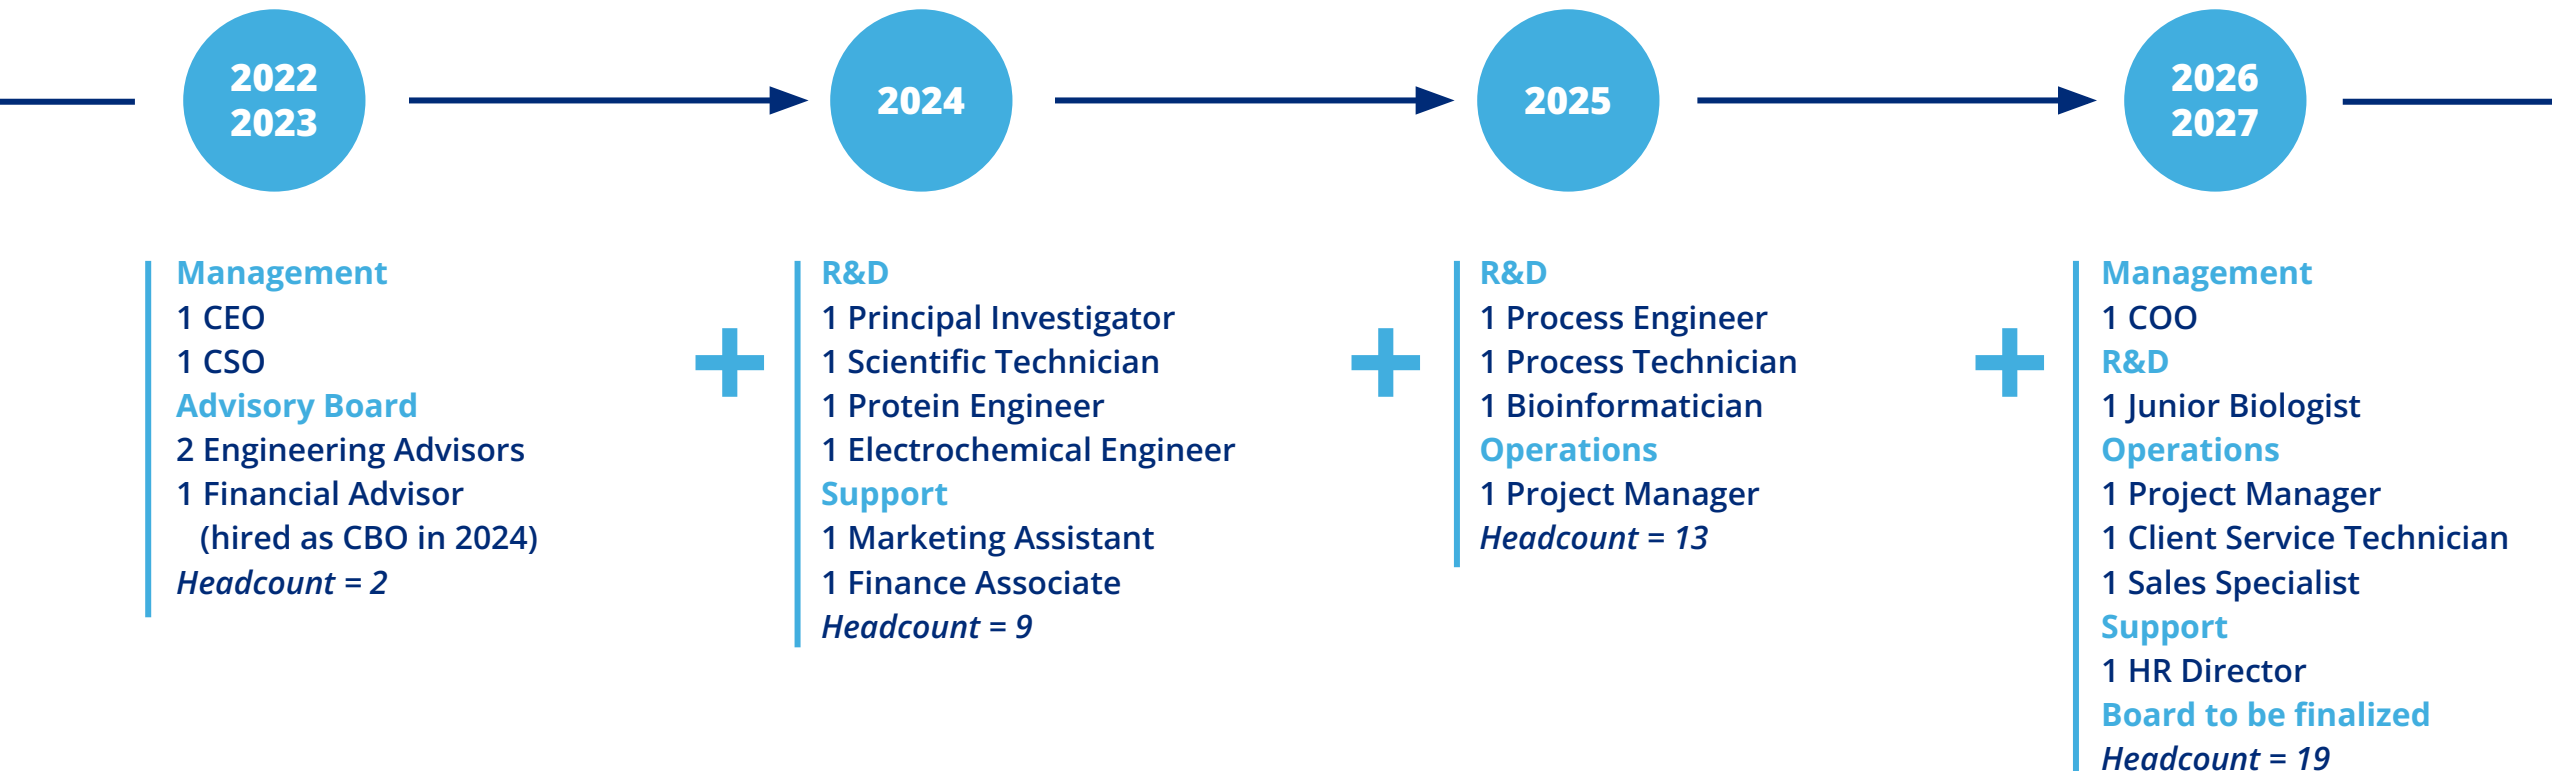 2022
2023
2024
2025
2026
2027
Management
1 CEO
1 CSO
Advisory Board
2 Engineering Advisors
1 Financial Advisor
(hired as CBO in 2024)
Headcount = 2
+
R&D
1 Principal Investigator
1 Scientific Technician
1 Protein Engineer
1 Electrochemical Engineer
Support
1 Marketing Assistant
1 Finance Associate
Headcount = 9
+
R&D
1 Process Engineer
1 Process Technician
1 Bioinformatician
Operations
1 Project Manager
Headcount = 13
+
Management
1 COO
R&D
1 Junior Biologist
Operations
1 Project Manager
1 Client Service Technician
1 Sales Specialist
Support
1 HR Director
Board to be finalized
Headcount = 19